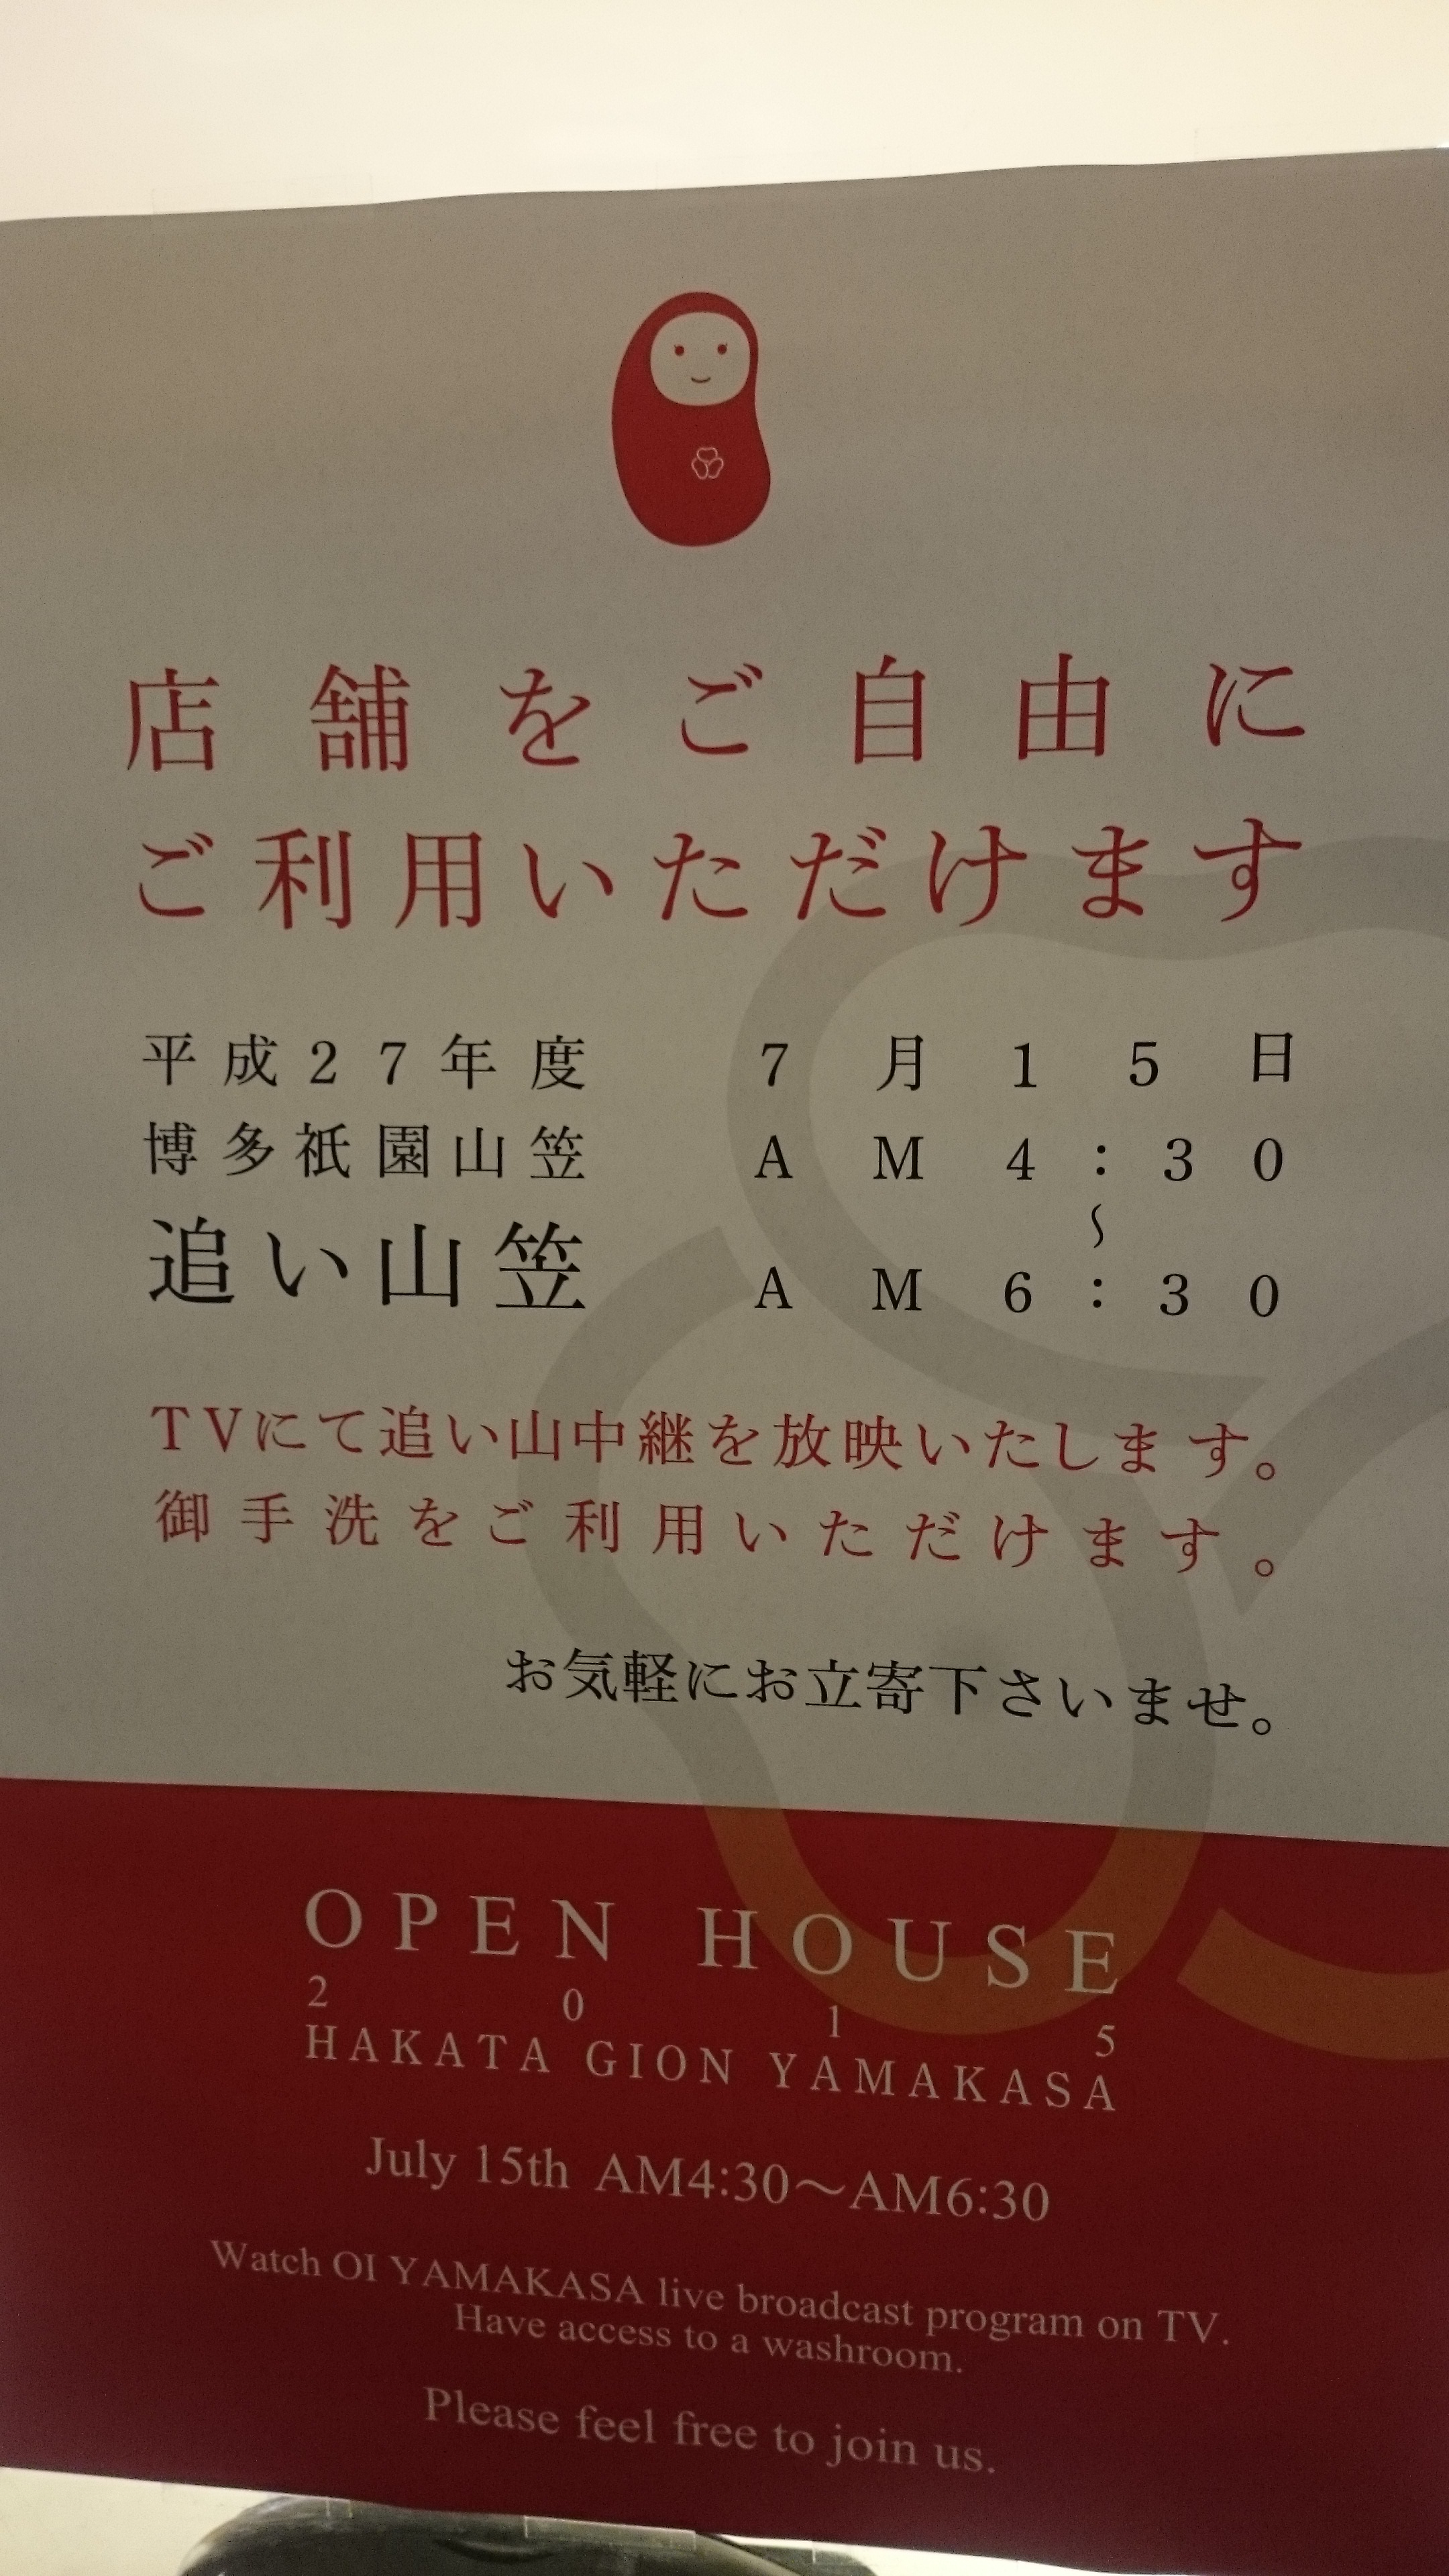 店舗をご自由に
ご利用いただけます
平成27年度
博多祇園山笠
追い山笠
7月15日
AM4:30
〜
AM6:30
TVにて追い山中継を放映いたします。
御手洗をご利用いただけます。
お気軽にお立寄下さいませ。
OPEN HOUSE
2015
HAKATA GION YAMAKASA
July 15th AM4:30〜AM6:30
Watch OI YAMAKASA live broadcast program on TV.
Have access to a washroom.
Please feel free to join us.